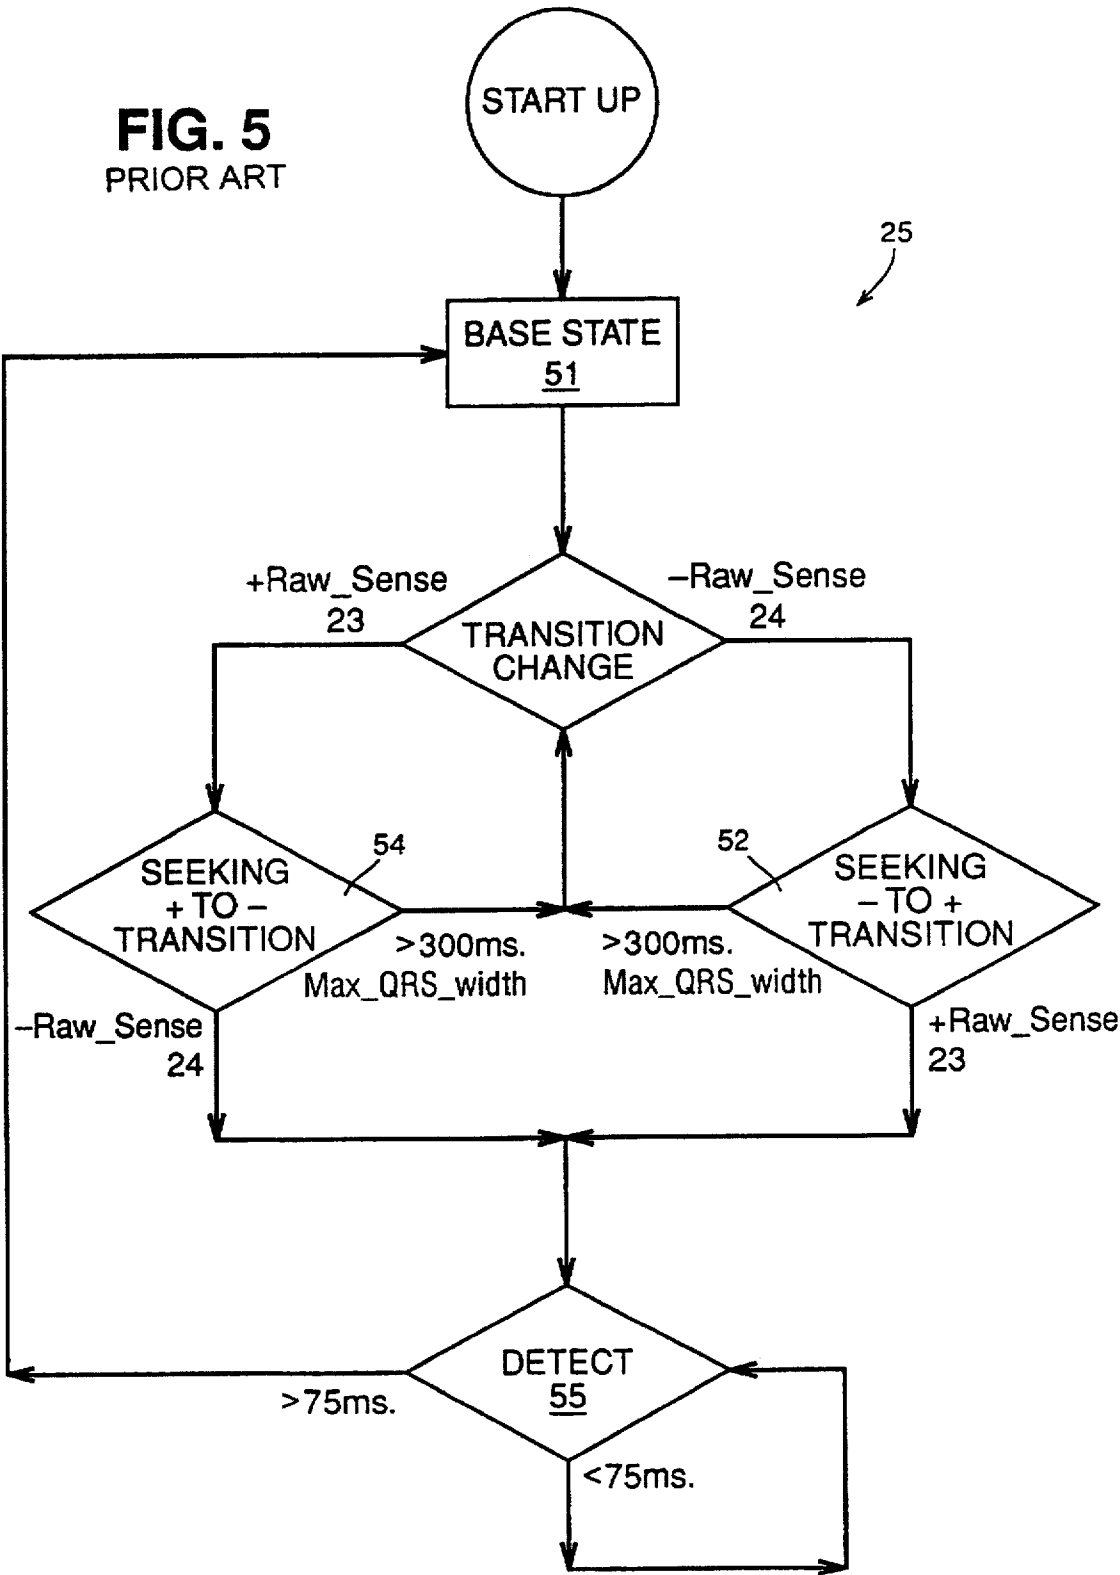 START UP
FIG. 5
PRIOR ART
25
BASE STATE
51
+Raw_Sense
23
–Raw_Sense
24
TRANSITION
CHANGE
54
SEEKING
+ TO –
TRANSITION
52
SEEKING
– TO +
TRANSITION
>300ms.
Max_QRS_width
>300ms.
Max_QRS_width
–Raw_Sense
24
+Raw_Sense
23
DETECT
55
>75ms.
<75ms.